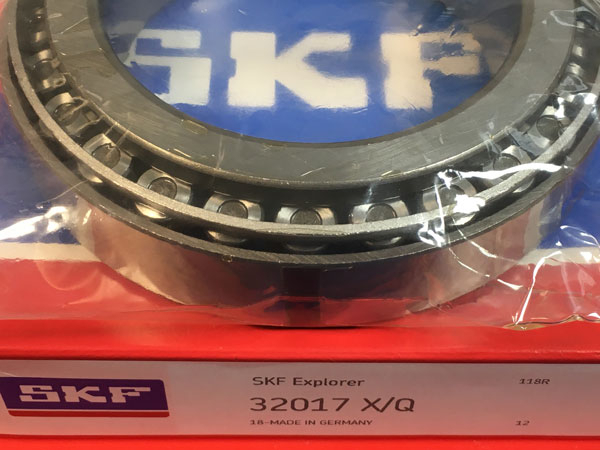 SKF
SKF
SKF Explorer
118R
32017 X/Q
18-MADE IN GERMANY
12